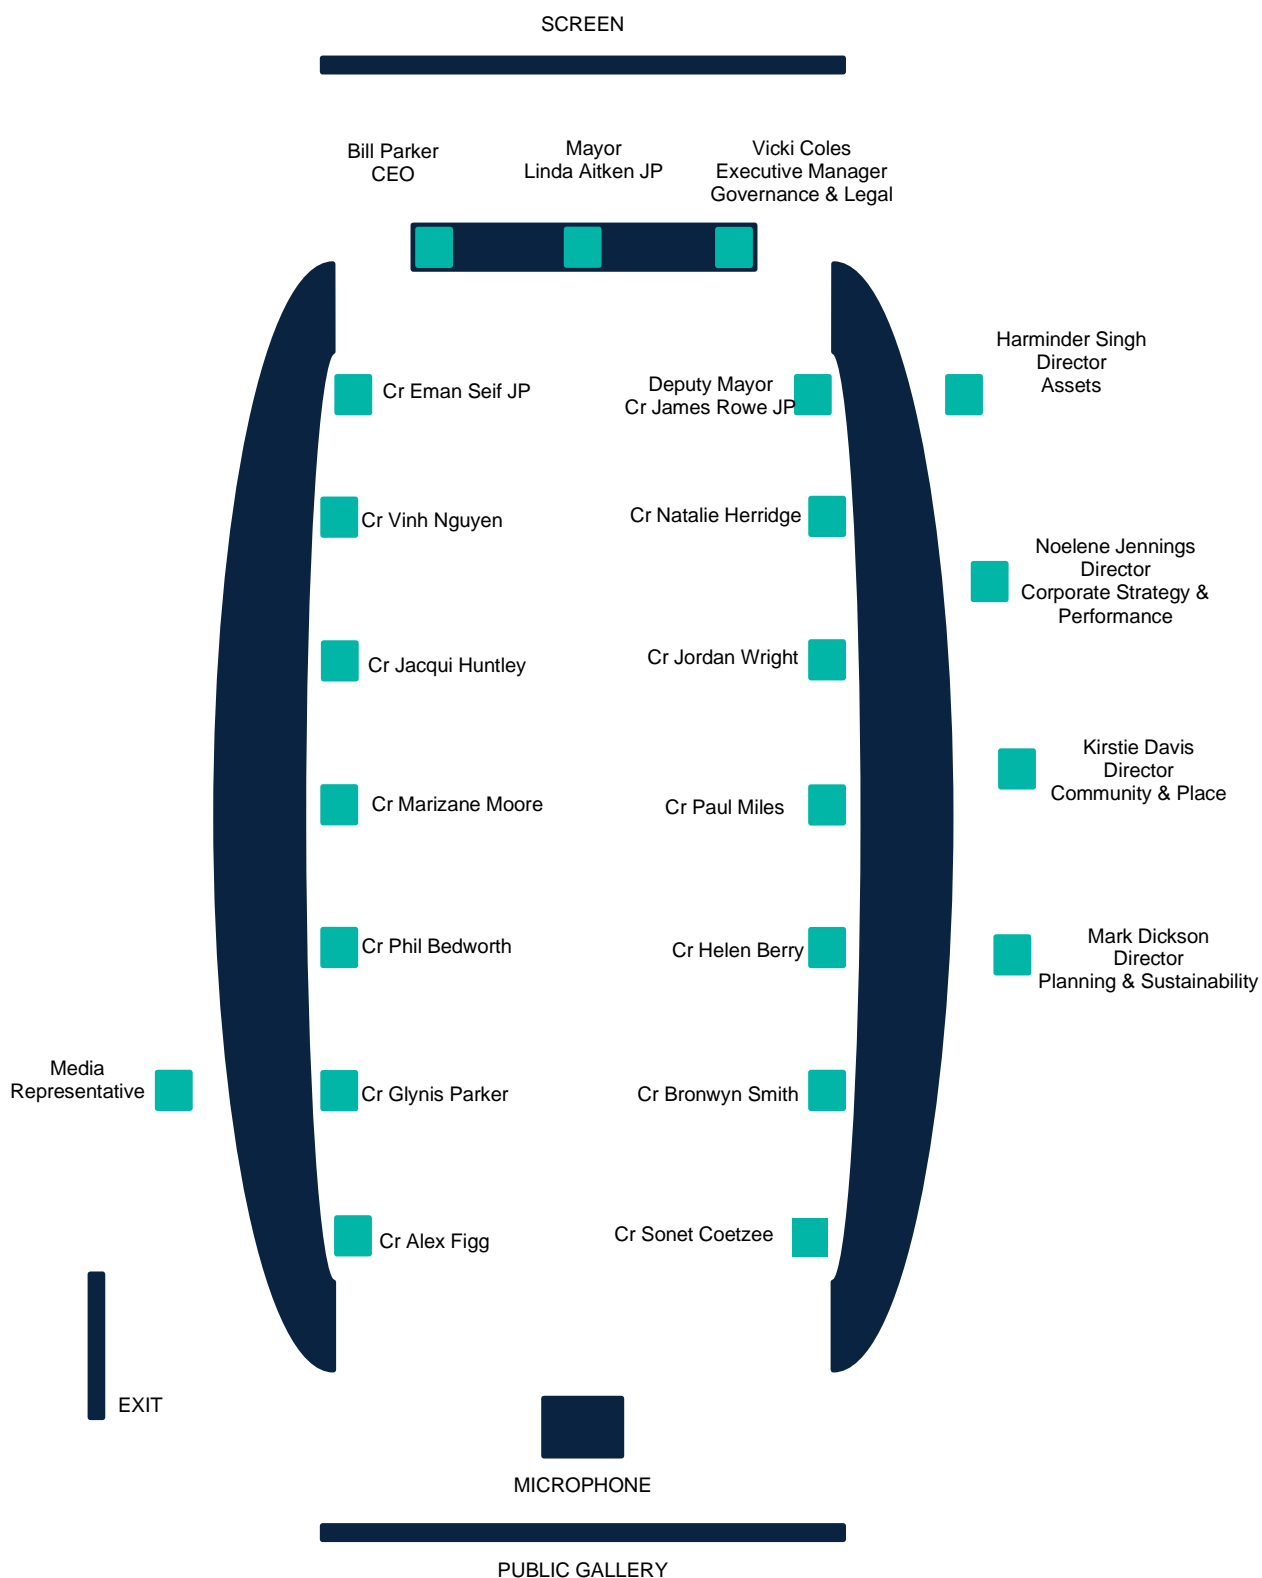 SCREEN
Bill Parker
CEO
Mayor
Linda Aitken JP
Vicki Coles
Executive Manager
Governance & Legal
Cr Eman Seif JP
Deputy Mayor
Cr James Rowe JP
Harminder Singh
Director
Assets
Cr Vinh Nguyen
Cr Natalie Herridge
Noelene Jennings
Director
Corporate Strategy &
Performance
Cr Jacqui Huntley
Cr Jordan Wright
Kirstie Davis
Director
Community & Place
Cr Marizane Moore
Cr Paul Miles
Cr Phil Bedworth
Cr Helen Berry
Mark Dickson
Director
Planning & Sustainability
Media
Representative
Cr Glynis Parker
Cr Bronwyn Smith
Cr Alex Figg
Cr Sonet Coetzee
EXIT
MICROPHONE
PUBLIC GALLERY